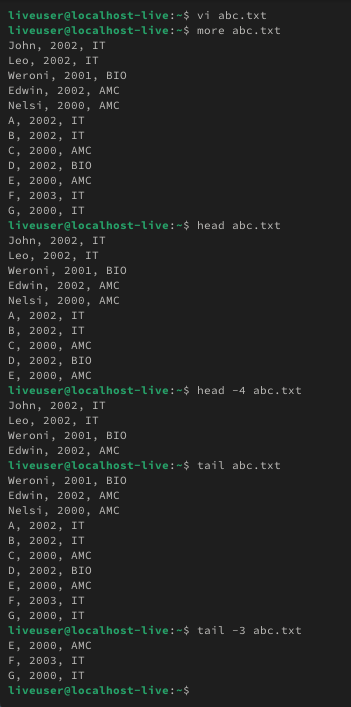 liveuser@localhost-live:~$ vi abc.txt
liveuser@localhost-live:~$ more abc.txt
John, 2002, IT
Leo, 2002, IT
Weroni, 2001, BIO
Edwin, 2002, AMC
Nelsi, 2000, AMC
A, 2002, IT
B, 2002, IT
C, 2000, AMC
D, 2002, BIO
E, 2000, AMC
F, 2003, IT
G, 2000, IT
liveuser@localhost-live:~$ head abc.txt
John, 2002, IT
Leo, 2002, IT
Weroni, 2001, BIO
Edwin, 2002, AMC
Nelsi, 2000, AMC
A, 2002, IT
B, 2002, IT
C, 2000, AMC
D, 2002, BIO
E, 2000, AMC
liveuser@localhost-live:~$ head -4 abc.txt
John, 2002, IT
Leo, 2002, IT
Weroni, 2001, BIO
Edwin, 2002, AMC
liveuser@localhost-live:~$ tail abc.txt
Weroni, 2001, BIO
Edwin, 2002, AMC
Nelsi, 2000, AMC
A, 2002, IT
B, 2002, IT
C, 2000, AMC
D, 2002, BIO
E, 2000, AMC
F, 2003, IT
G, 2000, IT
liveuser@localhost-live:~$ tail -3 abc.txt
E, 2000, AMC
F, 2003, IT
G, 2000, IT
liveuser@localhost-live:~$